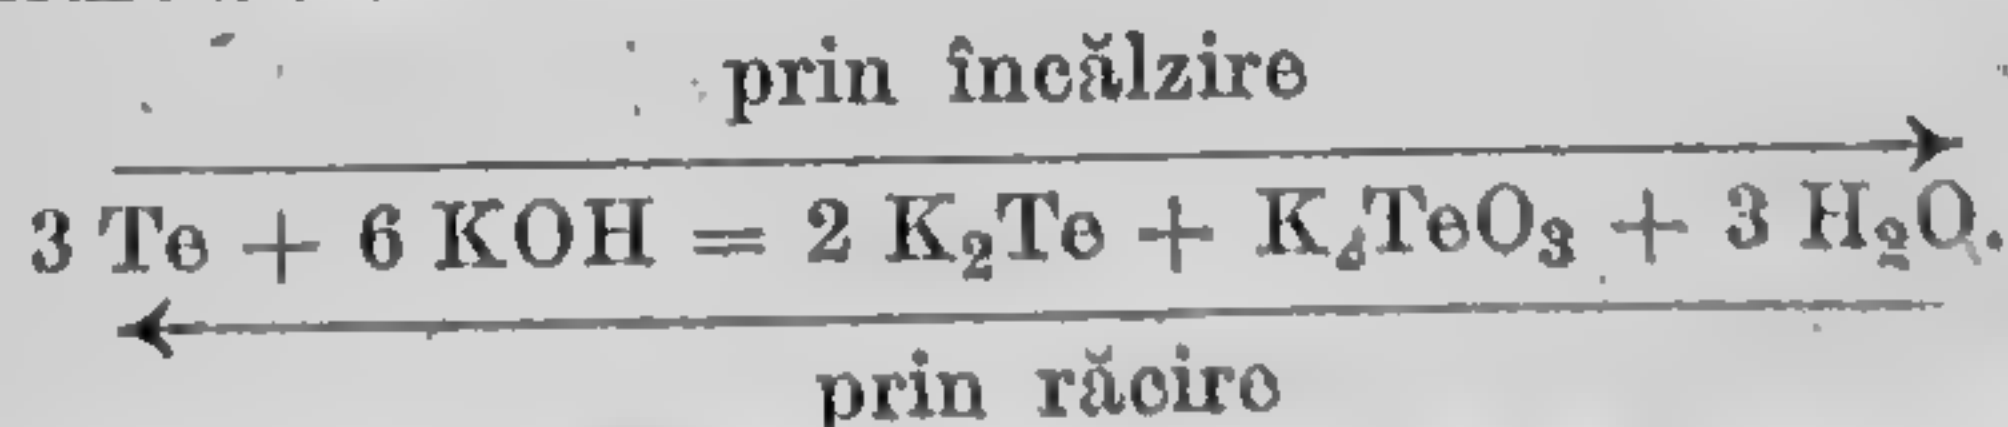 prin încălzire
3 Te + 6 KOH = 2 K₂Te + K₂TeO₃ + 3 H₂O.
prin răcire